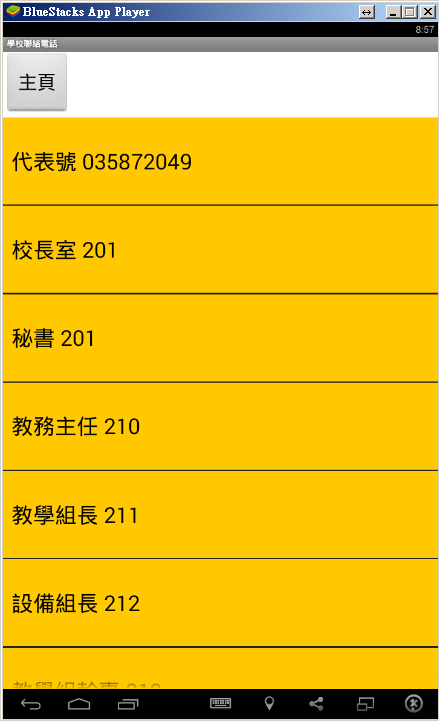 BlueStacks App Player
8:57
學校聯絡電話
主頁
代表號 035872049
校長室 201
秘書 201
教務主任 210
教學組長 211
設備組長 212